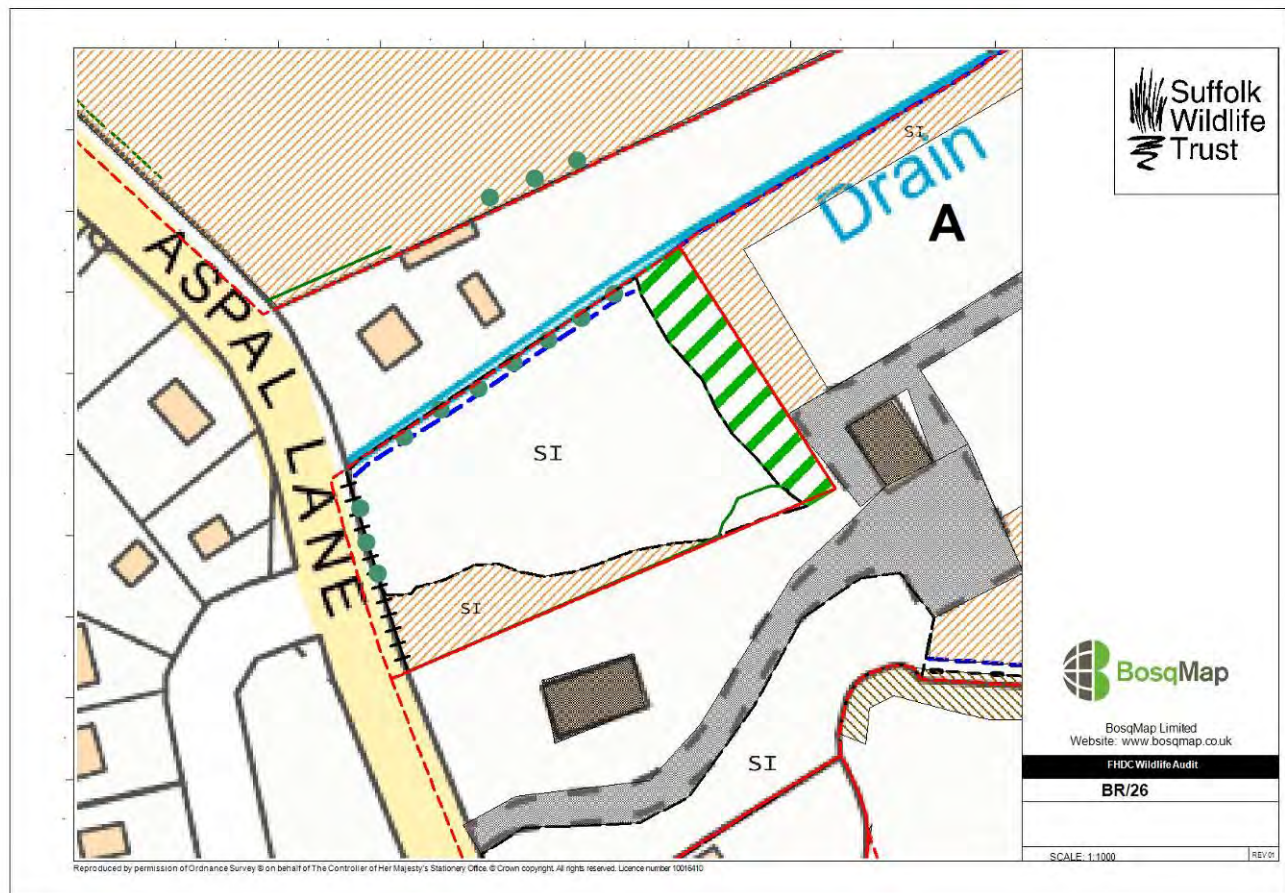 Suffolk
Wildlife
Trust
SI
Drain
A
ASPAL LANE
SI
SI
SI
BosqMap
BosqMap Limited
Website: www.bosqmap.co.uk
FHDC Wildlife Audit
BR/26
SCALE: 1:1000
REV 01
Reproduced by permission of Ordnance Survey ® on behalf of The Controller of Her Majesty's Stationery Office. © Crown copyright. All rights reserved. Licence number 10016410